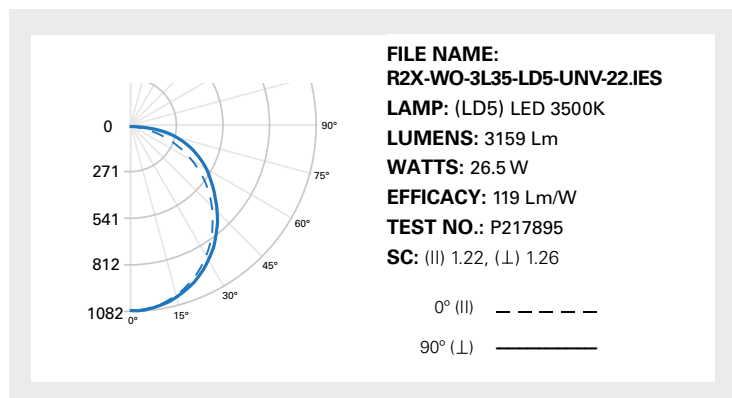 FILE NAME:
R2X-WO-3L35-LD5-UNV-22.IES
LAMP: (LD5) LED 3500K
LUMENS: 3159 Lm
WATTS: 26.5 W
EFFICACY: 119 Lm/W
TEST NO.: P217895
SC: (II) 1.22, (⊥) 1.26
0° (II)
90° (⊥)
0
271
541
812
1082
0°
15°
30°
45°
60°
75°
90°